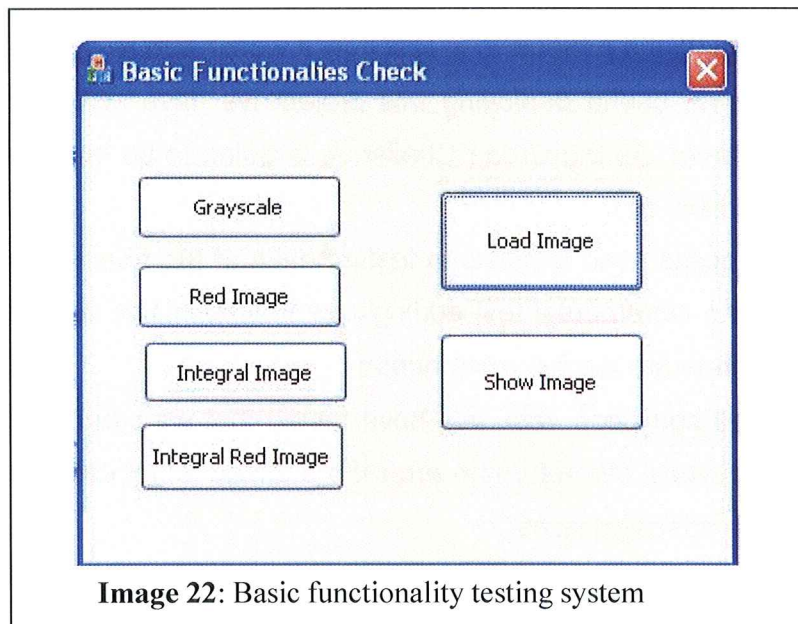 Basic Functionalies Check
Grayscale
Load Image
Red Image
Integral Image
Show Image
Integral Red Image
Image 22: Basic functionality testing system